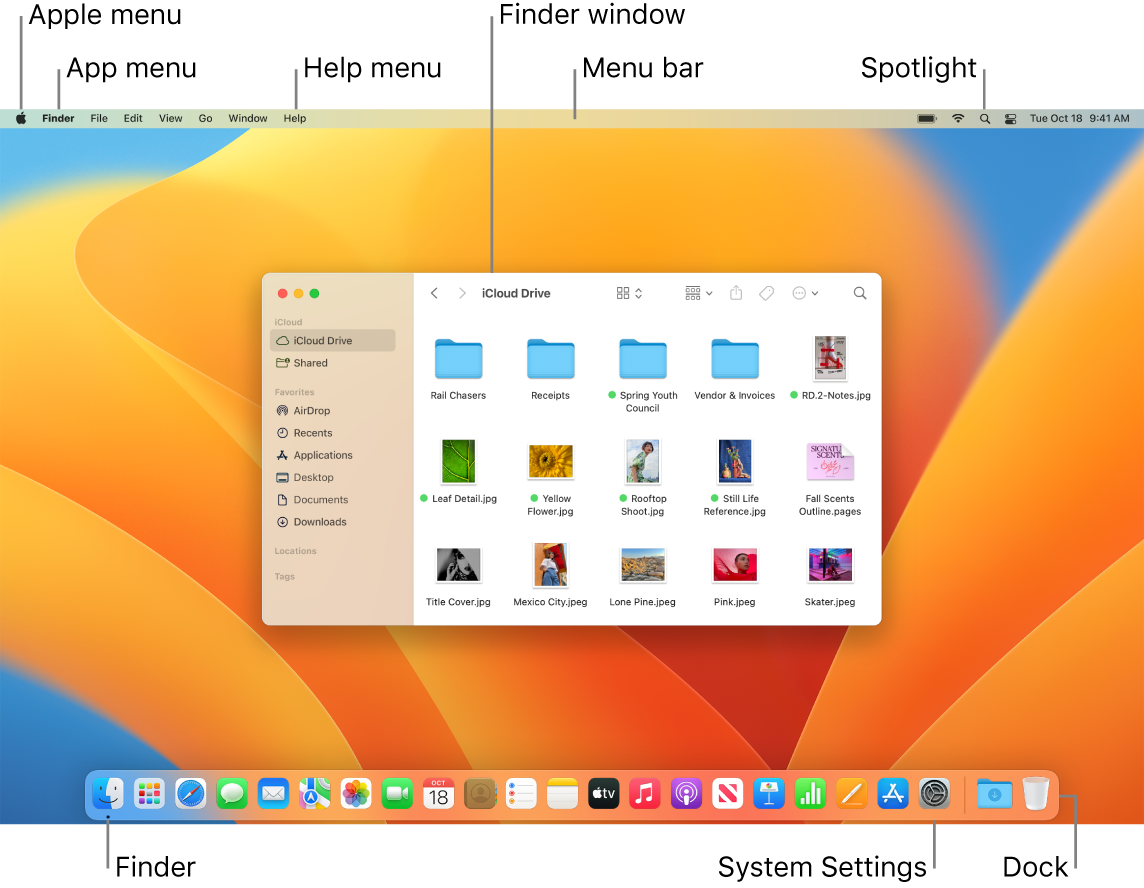 Apple menu
Finder window
App menu
Help menu
Menu bar
Spotlight
Finder File Edit View Go Window Help
Tue Oct 18 9:41 AM
iCloud Drive
iCloud
iCloud Drive
Shared
Favorites
AirDrop
Recents
Applications
Desktop
Documents
Downloads
Locations
Tags
Rail Chasers
Receipts
Spring Youth
Council
Vendor & Invoices
RD.2-Notes.jpg
Leaf Detail.jpg
Yellow
Flower.jpg
Rooftop
Shoot.jpg
Still Life
Reference.jpg
SIGNATU
SCENTS
Fall Scents
Outline.pages
Title Cover.jpg
Mexico City.jpeg
Lone Pine.jpeg
Pink.jpeg
Skater.jpeg
OCT
18
tv
Finder
System Settings
Dock